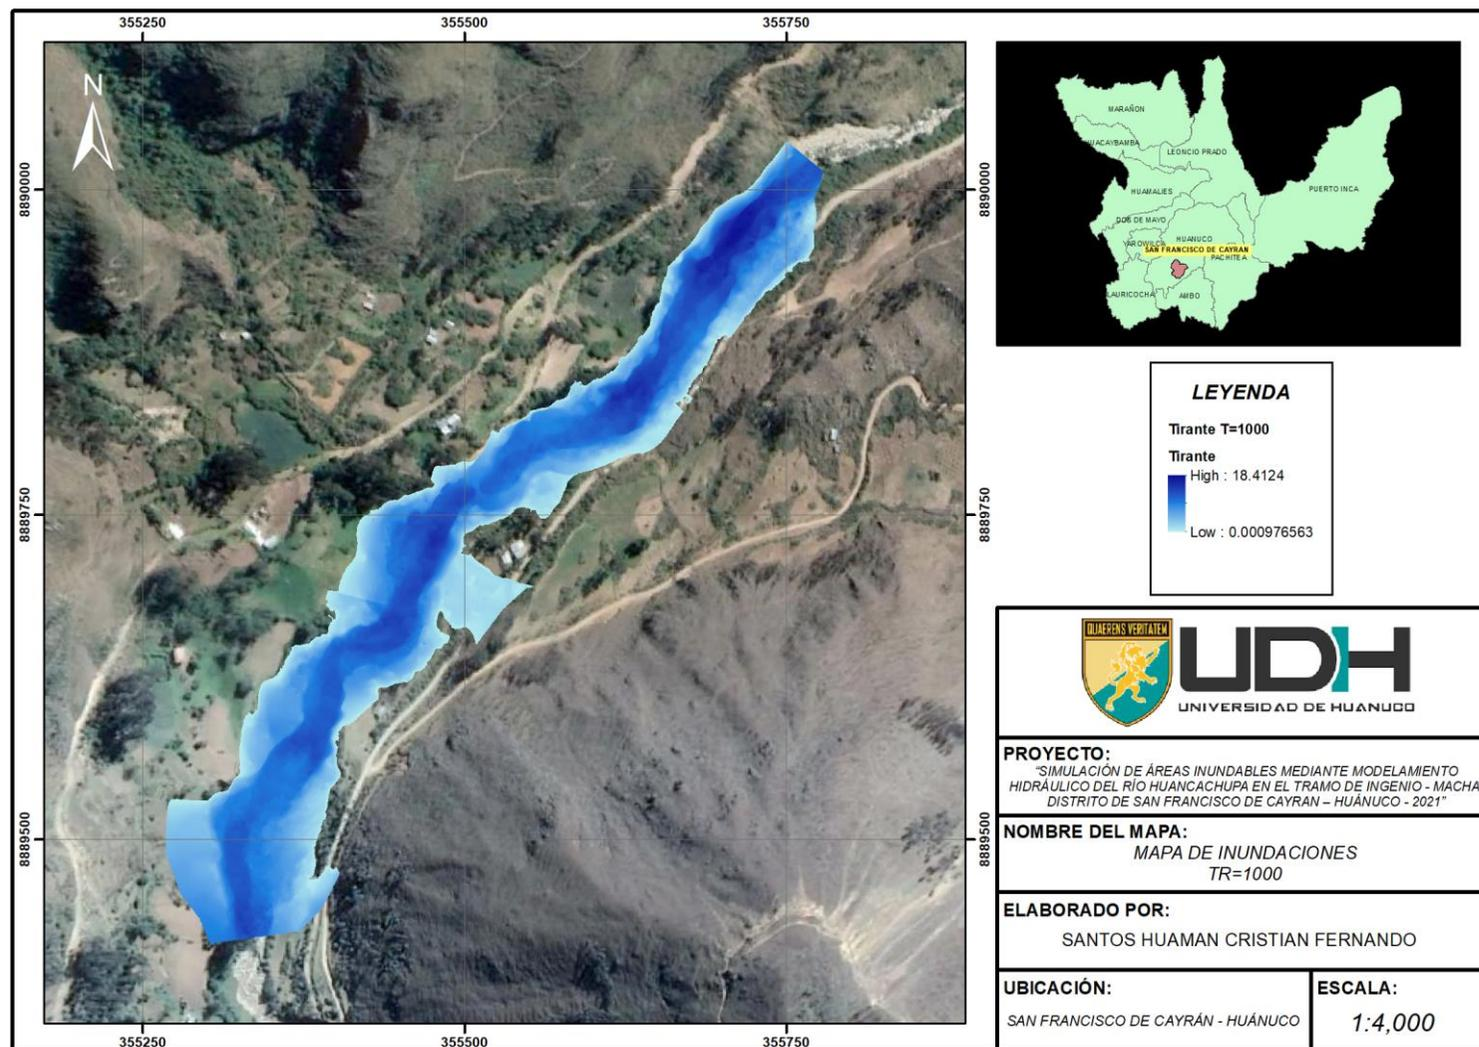 355250
355500
355750
N
8890000
8889750
8889500
8890000
8889750
8889500
355250
355500
355750
MARAÑON
HUACAYBAMBA
LEONCIO PRADO
HUAMALIES
PUERTO INCA
DOS DE MAYO
YAROWILCA
HUANUCO
SAN FRANCISCO DE CAYRAN
PACHITEA
LAURICOCHA
AMBO
LEYENDA
Tirante T=1000
Tirante
High : 18.4124
Low : 0.000976563
QUAERENS VERITATEM
UDH
UNIVERSIDAD DE HUANUCO
PROYECTO:
"SIMULACIÓN DE ÁREAS INUNDABLES MEDIANTE MODELAMIENTO
HIDRÁULICO DEL RÍO HUANCACHUPA EN EL TRAMO DE INGENIO - MACHA
DISTRITO DE SAN FRANCISCO DE CAYRAN – HUÁNUCO - 2021"
NOMBRE DEL MAPA:
MAPA DE INUNDACIONES
TR=1000
ELABORADO POR:
SANTOS HUAMAN CRISTIAN FERNANDO
UBICACIÓN:
SAN FRANCISCO DE CAYRÁN - HUÁNUCO
ESCALA:
1:4,000